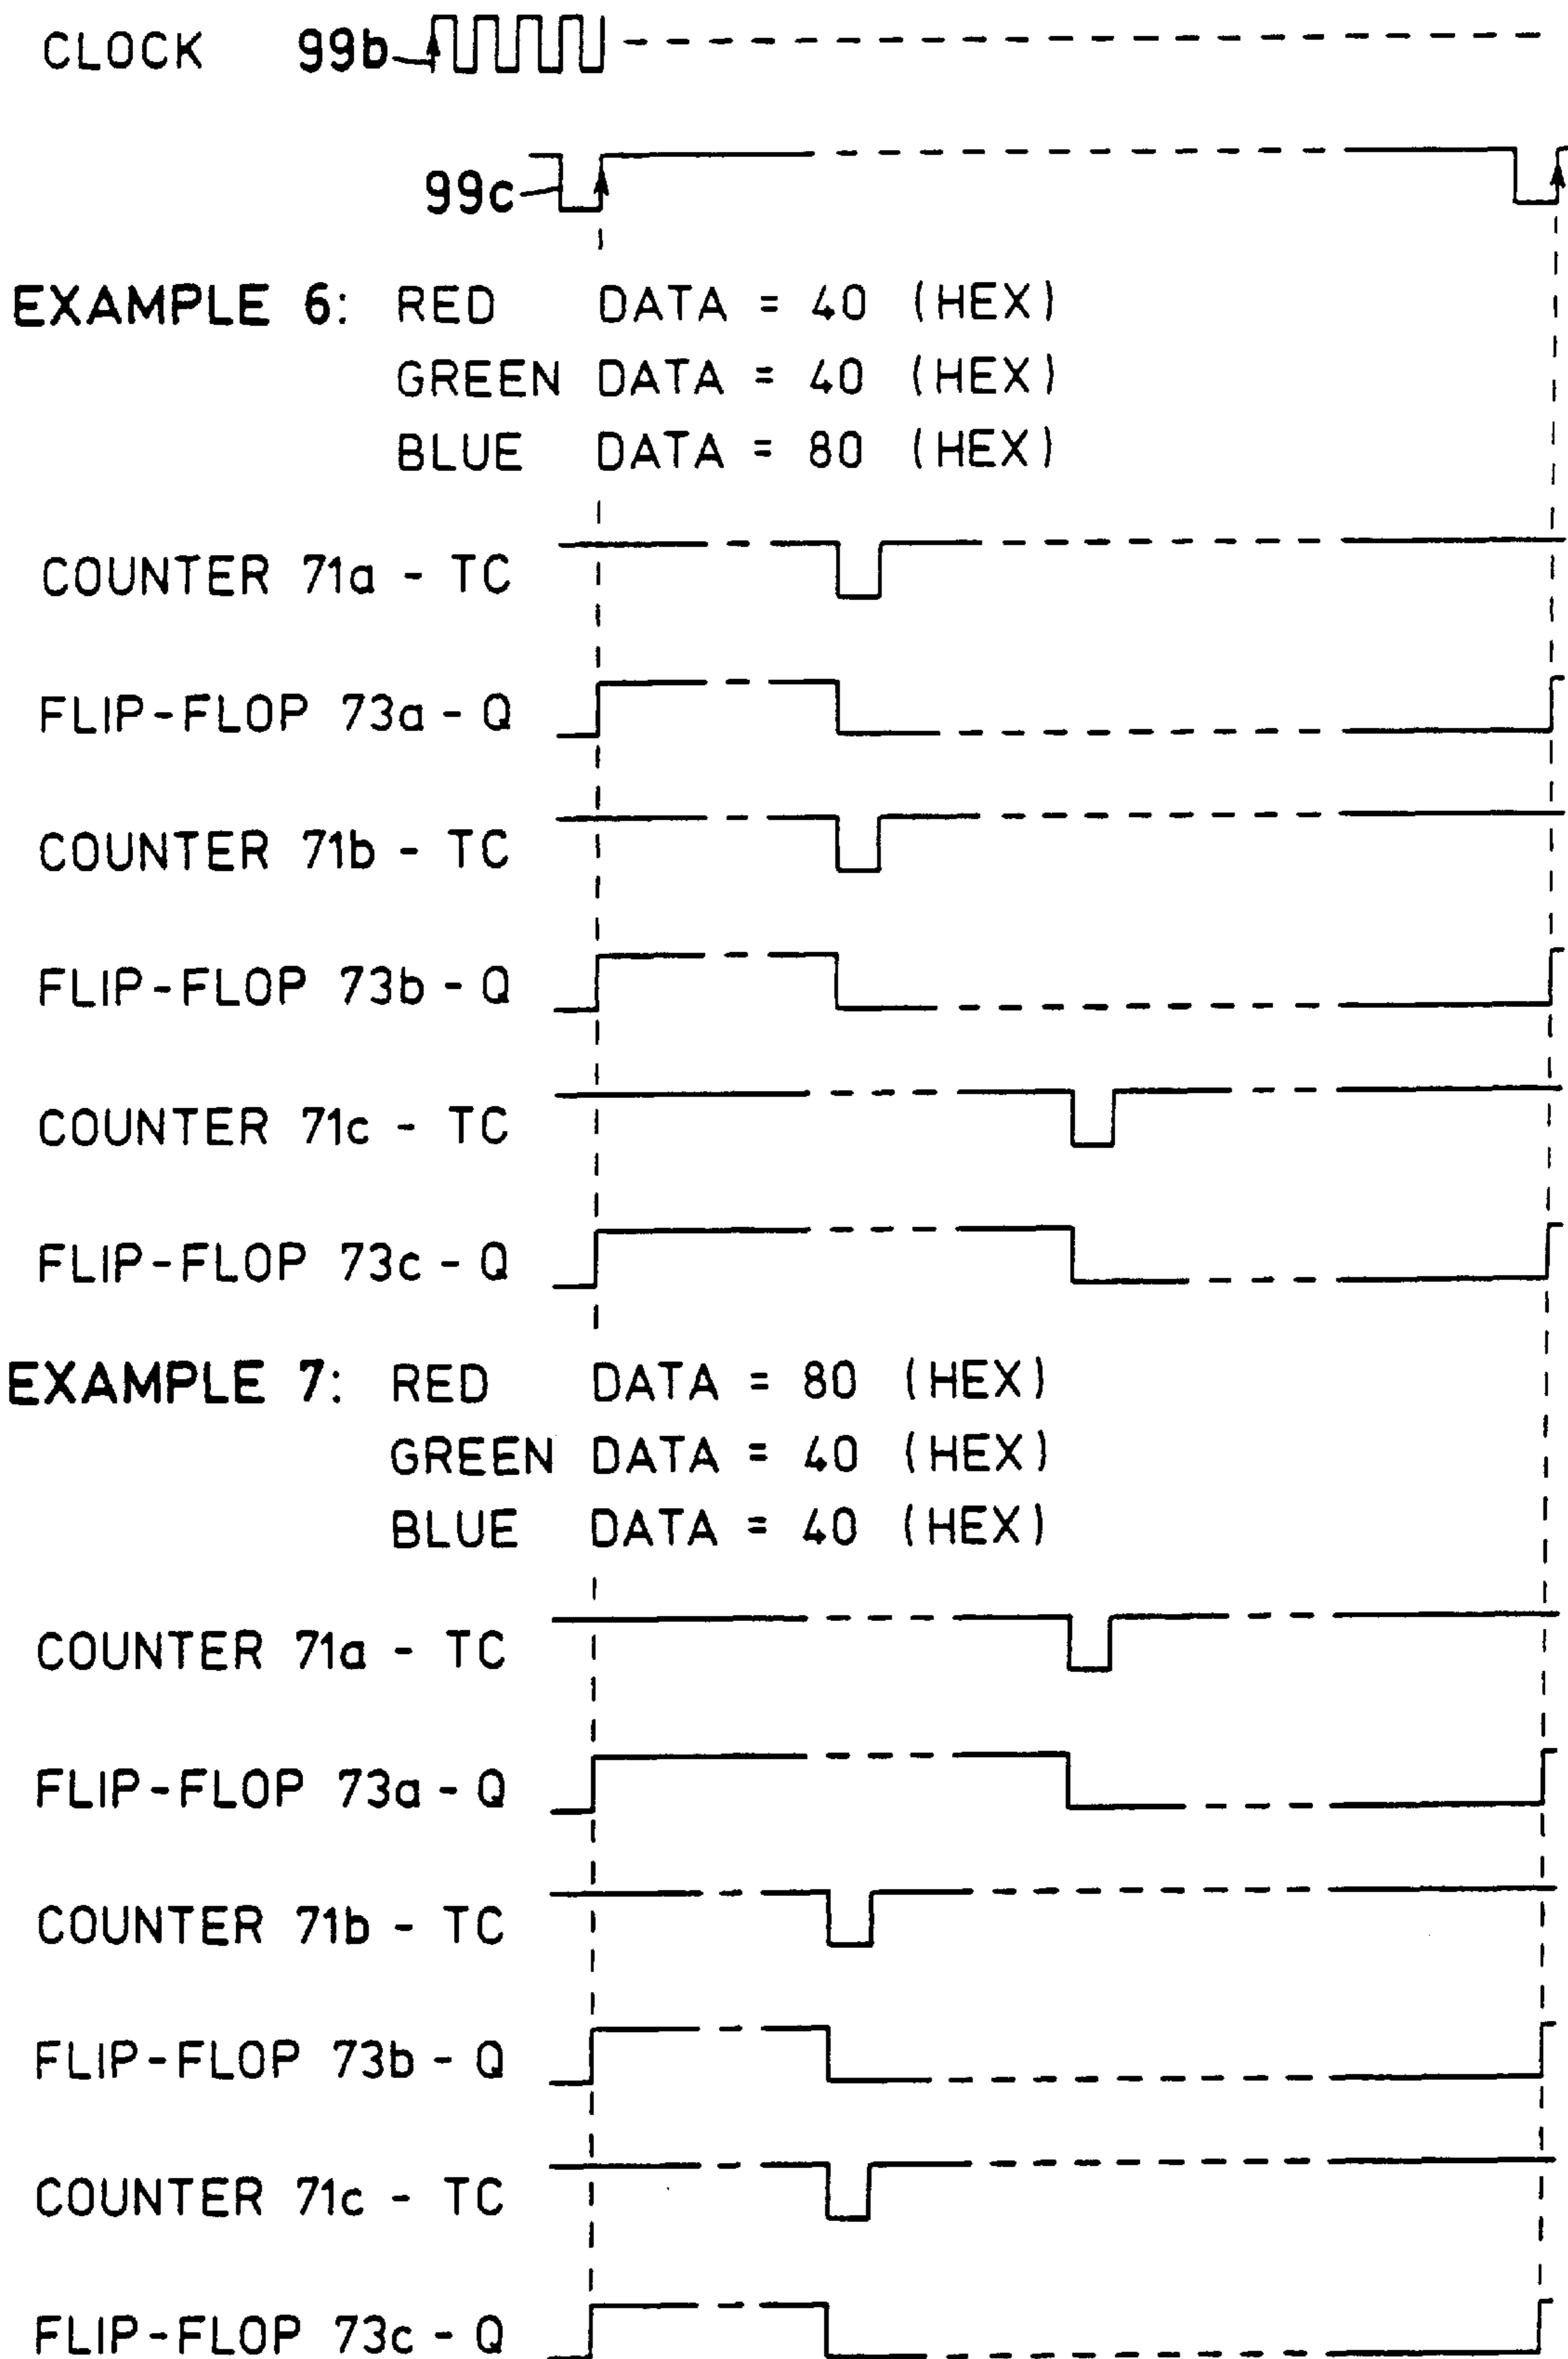 CLOCK 99b
99c
EXAMPLE 6: RED DATA = 40 (HEX)
GREEN DATA = 40 (HEX)
BLUE DATA = 80 (HEX)
COUNTER 71a - TC
FLIP-FLOP 73a - Q
COUNTER 71b - TC
FLIP-FLOP 73b - Q
COUNTER 71c - TC
FLIP-FLOP 73c - Q
EXAMPLE 7: RED DATA = 80 (HEX)
GREEN DATA = 40 (HEX)
BLUE DATA = 40 (HEX)
COUNTER 71a - TC
FLIP-FLOP 73a - Q
COUNTER 71b - TC
FLIP-FLOP 73b - Q
COUNTER 71c - TC
FLIP-FLOP 73c - Q